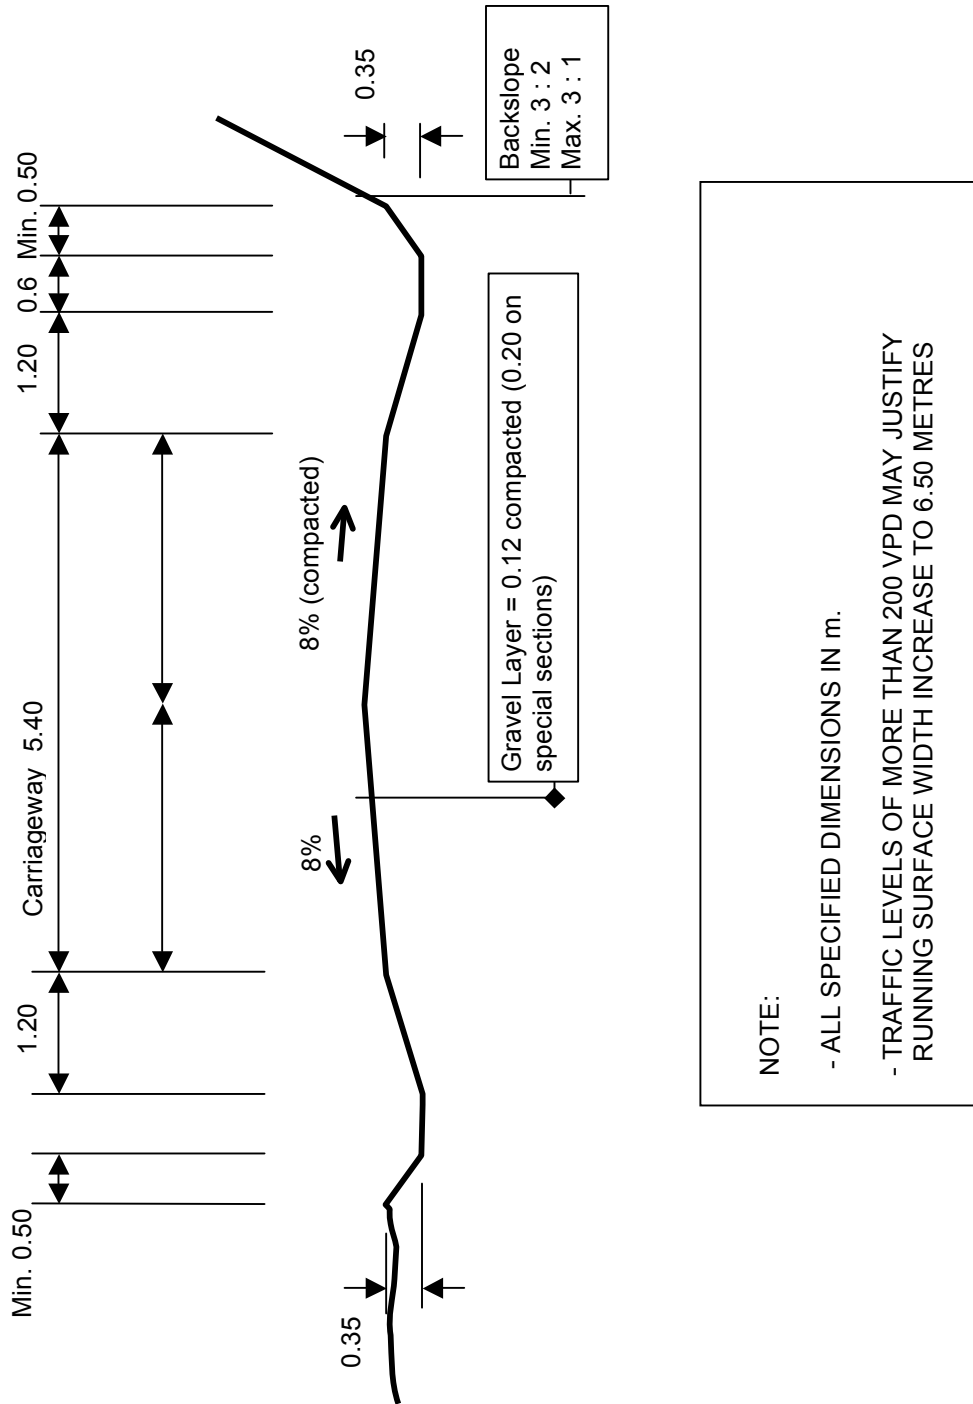 Min. 0.50
1.20
Carriageway 5.40
1.20
0.6
Min. 0.50
8%
8% (compacted)
0.35
0.35
Gravel Layer = 0.12 compacted (0.20 on
special sections)
Backslope
Min. 3 : 2
Max. 3 : 1
NOTE:
- ALL SPECIFIED DIMENSIONS IN m.
- TRAFFIC LEVELS OF MORE THAN 200 VPD MAY JUSTIFY
RUNNING SURFACE WIDTH INCREASE TO 6.50 METRES